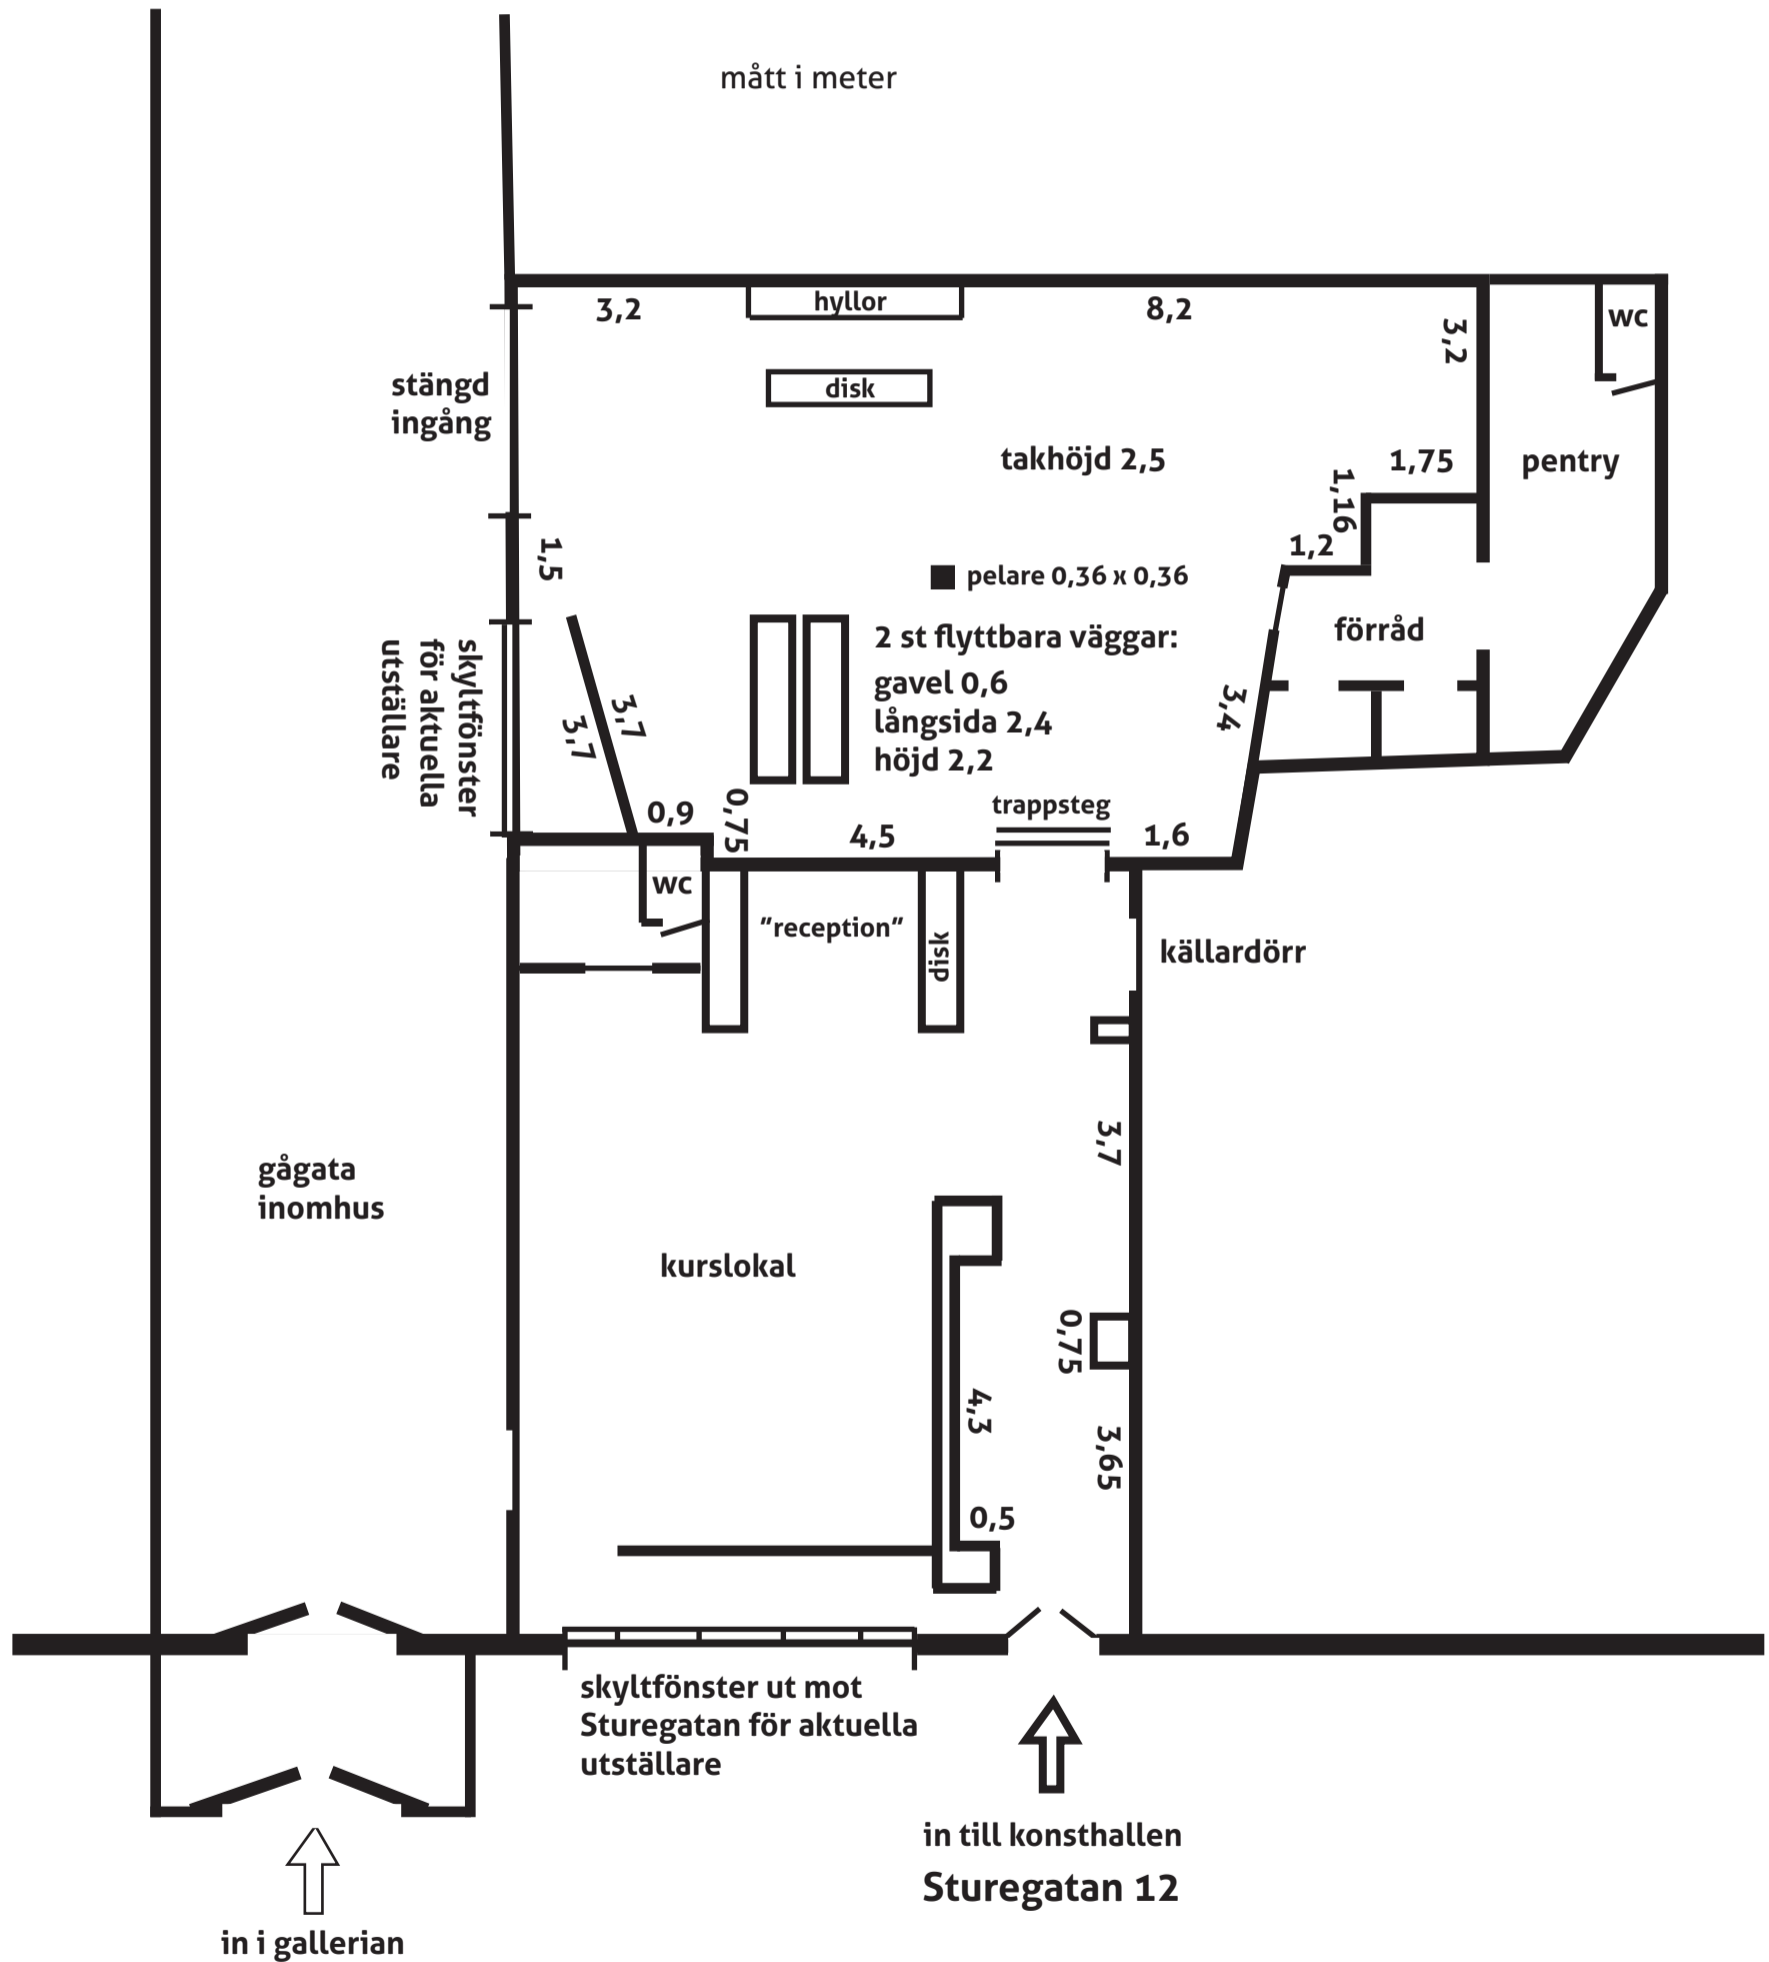 mått i meter
3,2
hyllor
8,2
3,2
wc
stängd
ingång
disk
takhöjd 2,5
1,75
pentry
1,16
1,2
1,5
pelare 0,36 x 0,36
2 st flyttbara väggar:
gavel 0,6
långsida 2,4
höjd 2,2
förråd
skyltfönster
för aktuella
utställare
3,7
3,7
3,4
0,9
0,75
4,5
trappsteg
1,6
wc
"reception"
disk
källardörr
3,7
gågata
inomhus
kurslokal
0,75
4,3
3,65
0,5
skyltfönster ut mot
Sturegatan för aktuella
utställare
in till konsthallen
Sturegatan 12
in i gallerian